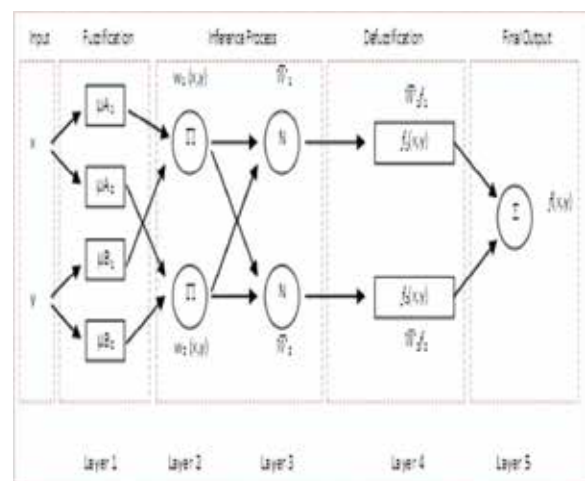 Input Fuzzification Inference Process Defuzzification Final Output
w₁ (x,y) W̅₁
W̅₁f₁
μA₁
x Π N f₁(x,y)
μA₂
Σ f(x,y)
μB₁
y Π N f₂(x,y)
μB₂
w₂ (x,y) W̅₂ W̅₂f₂
Layer 1 Layer 2 Layer 3 Layer 4 Layer 5